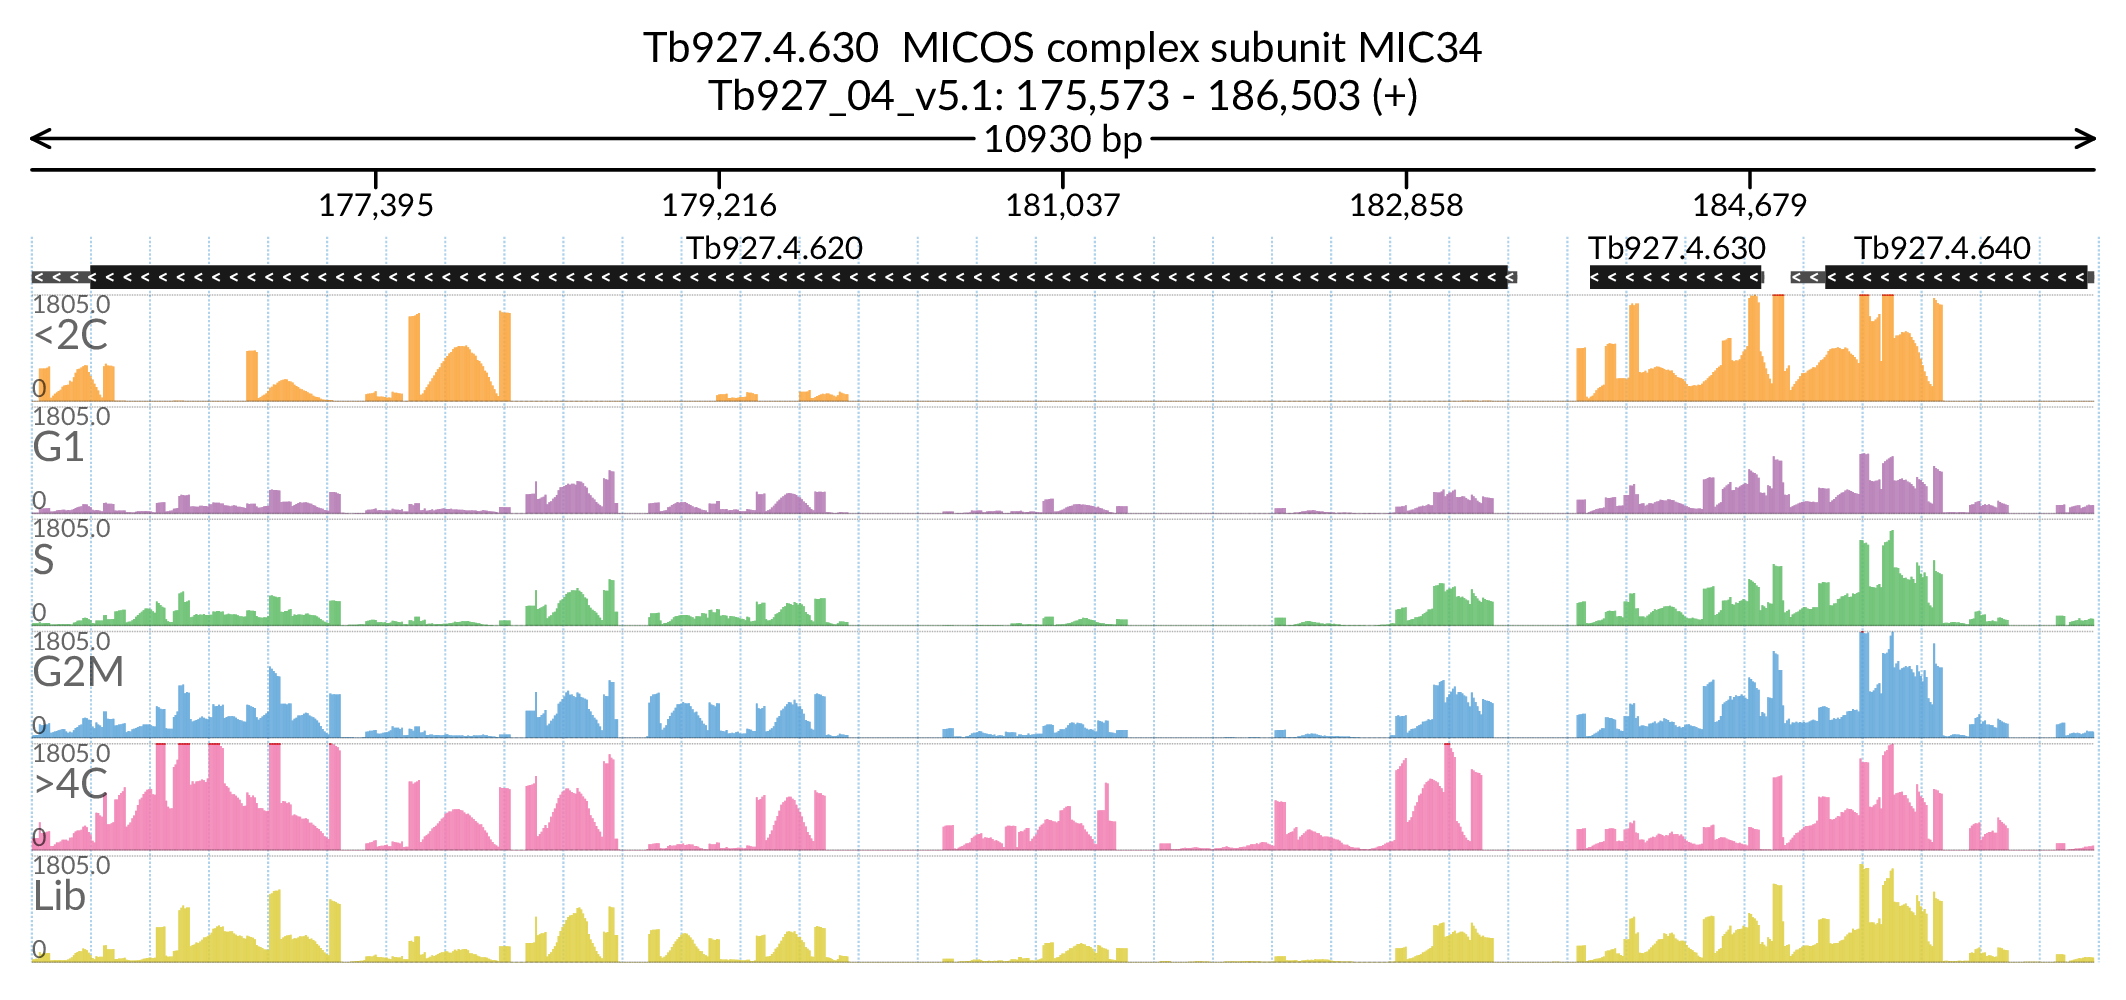 Tb927.4.630  MICOS complex subunit MIC34
Tb927_04_v5.1: 175,573 - 186,503 (+)
10930 bp
177,395 179,216 181,037 182,858 184,679
Tb927.4.620 Tb927.4.630 Tb927.4.640
1805.0
<2C
0
1805.0
G1
0
1805.0
S
0
1805.0
G2M
0
1805.0
>4C
0
1805.0
Lib
0